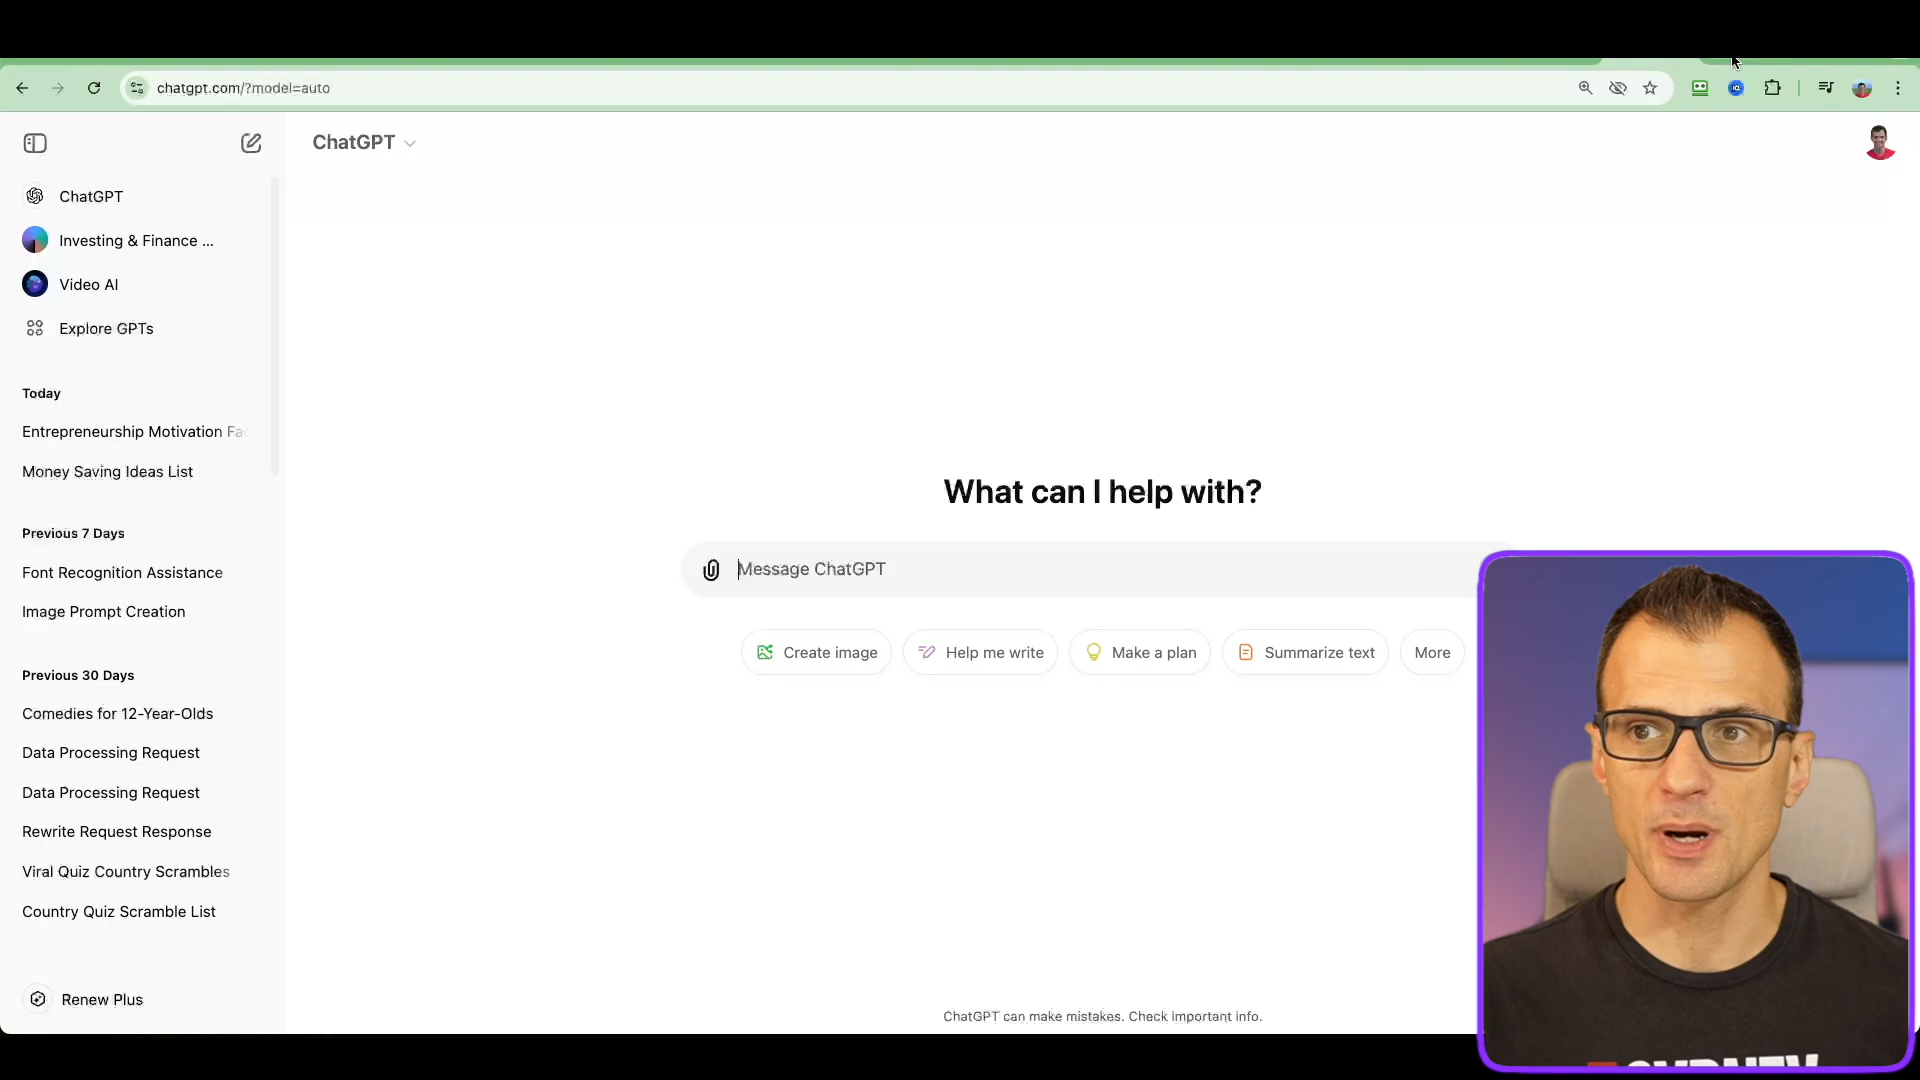 chatgpt.com/?model=auto
ChatGPT
ChatGPT
Investing & Finance ...
Video AI
Explore GPTs
Today
Entrepreneurship Motivation
Money Saving Ideas List
Previous 7 Days
Font Recognition Assistance
Image Prompt Creation
Previous 30 Days
Comedies for 12-Year-Olds
Data Processing Request
Data Processing Request
Rewrite Request Response
Viral Quiz Country Scrambles
Country Quiz Scramble List
Renew Plus
What can I help with?
Message ChatGPT
Create image
Help me write
Make a plan
Summarize text
More
ChatGPT can make mistakes. Check important info.